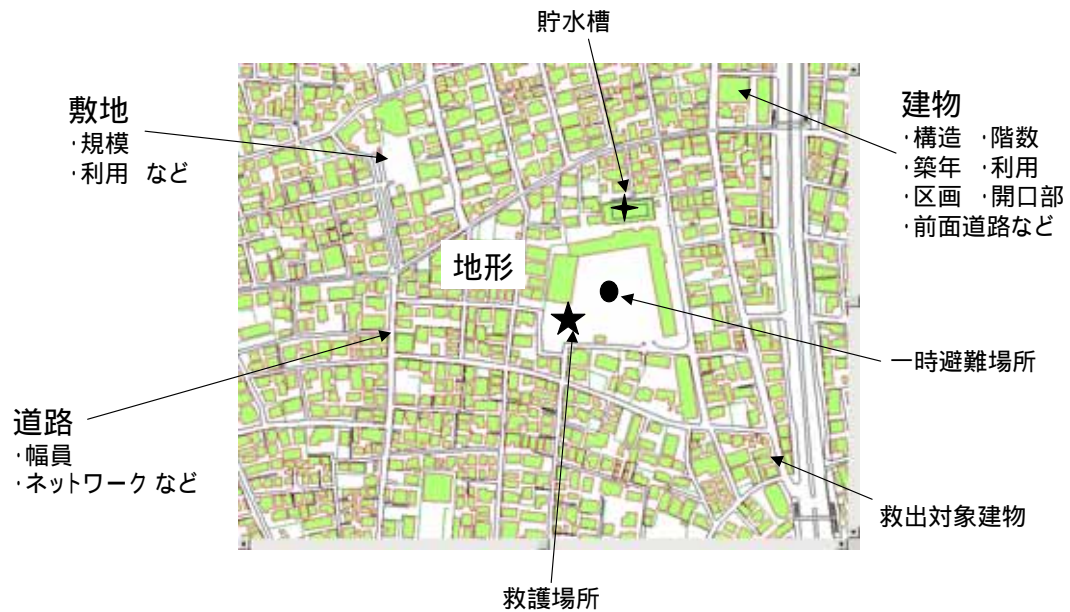 貯水槽
敷地
·規模
·利用 など
建物
·構造 ·階数
·築年 ·利用
·区画 ·開口部
·前面道路など
地形
一時避難場所
道路
·幅員
·ネットワーク など
救出対象建物
救護場所